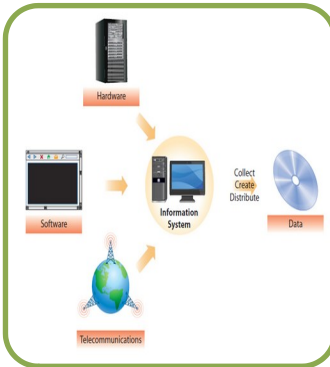 Hardware
Software
Information
System
Collect
Create
Distribute
Data
Telecommunications